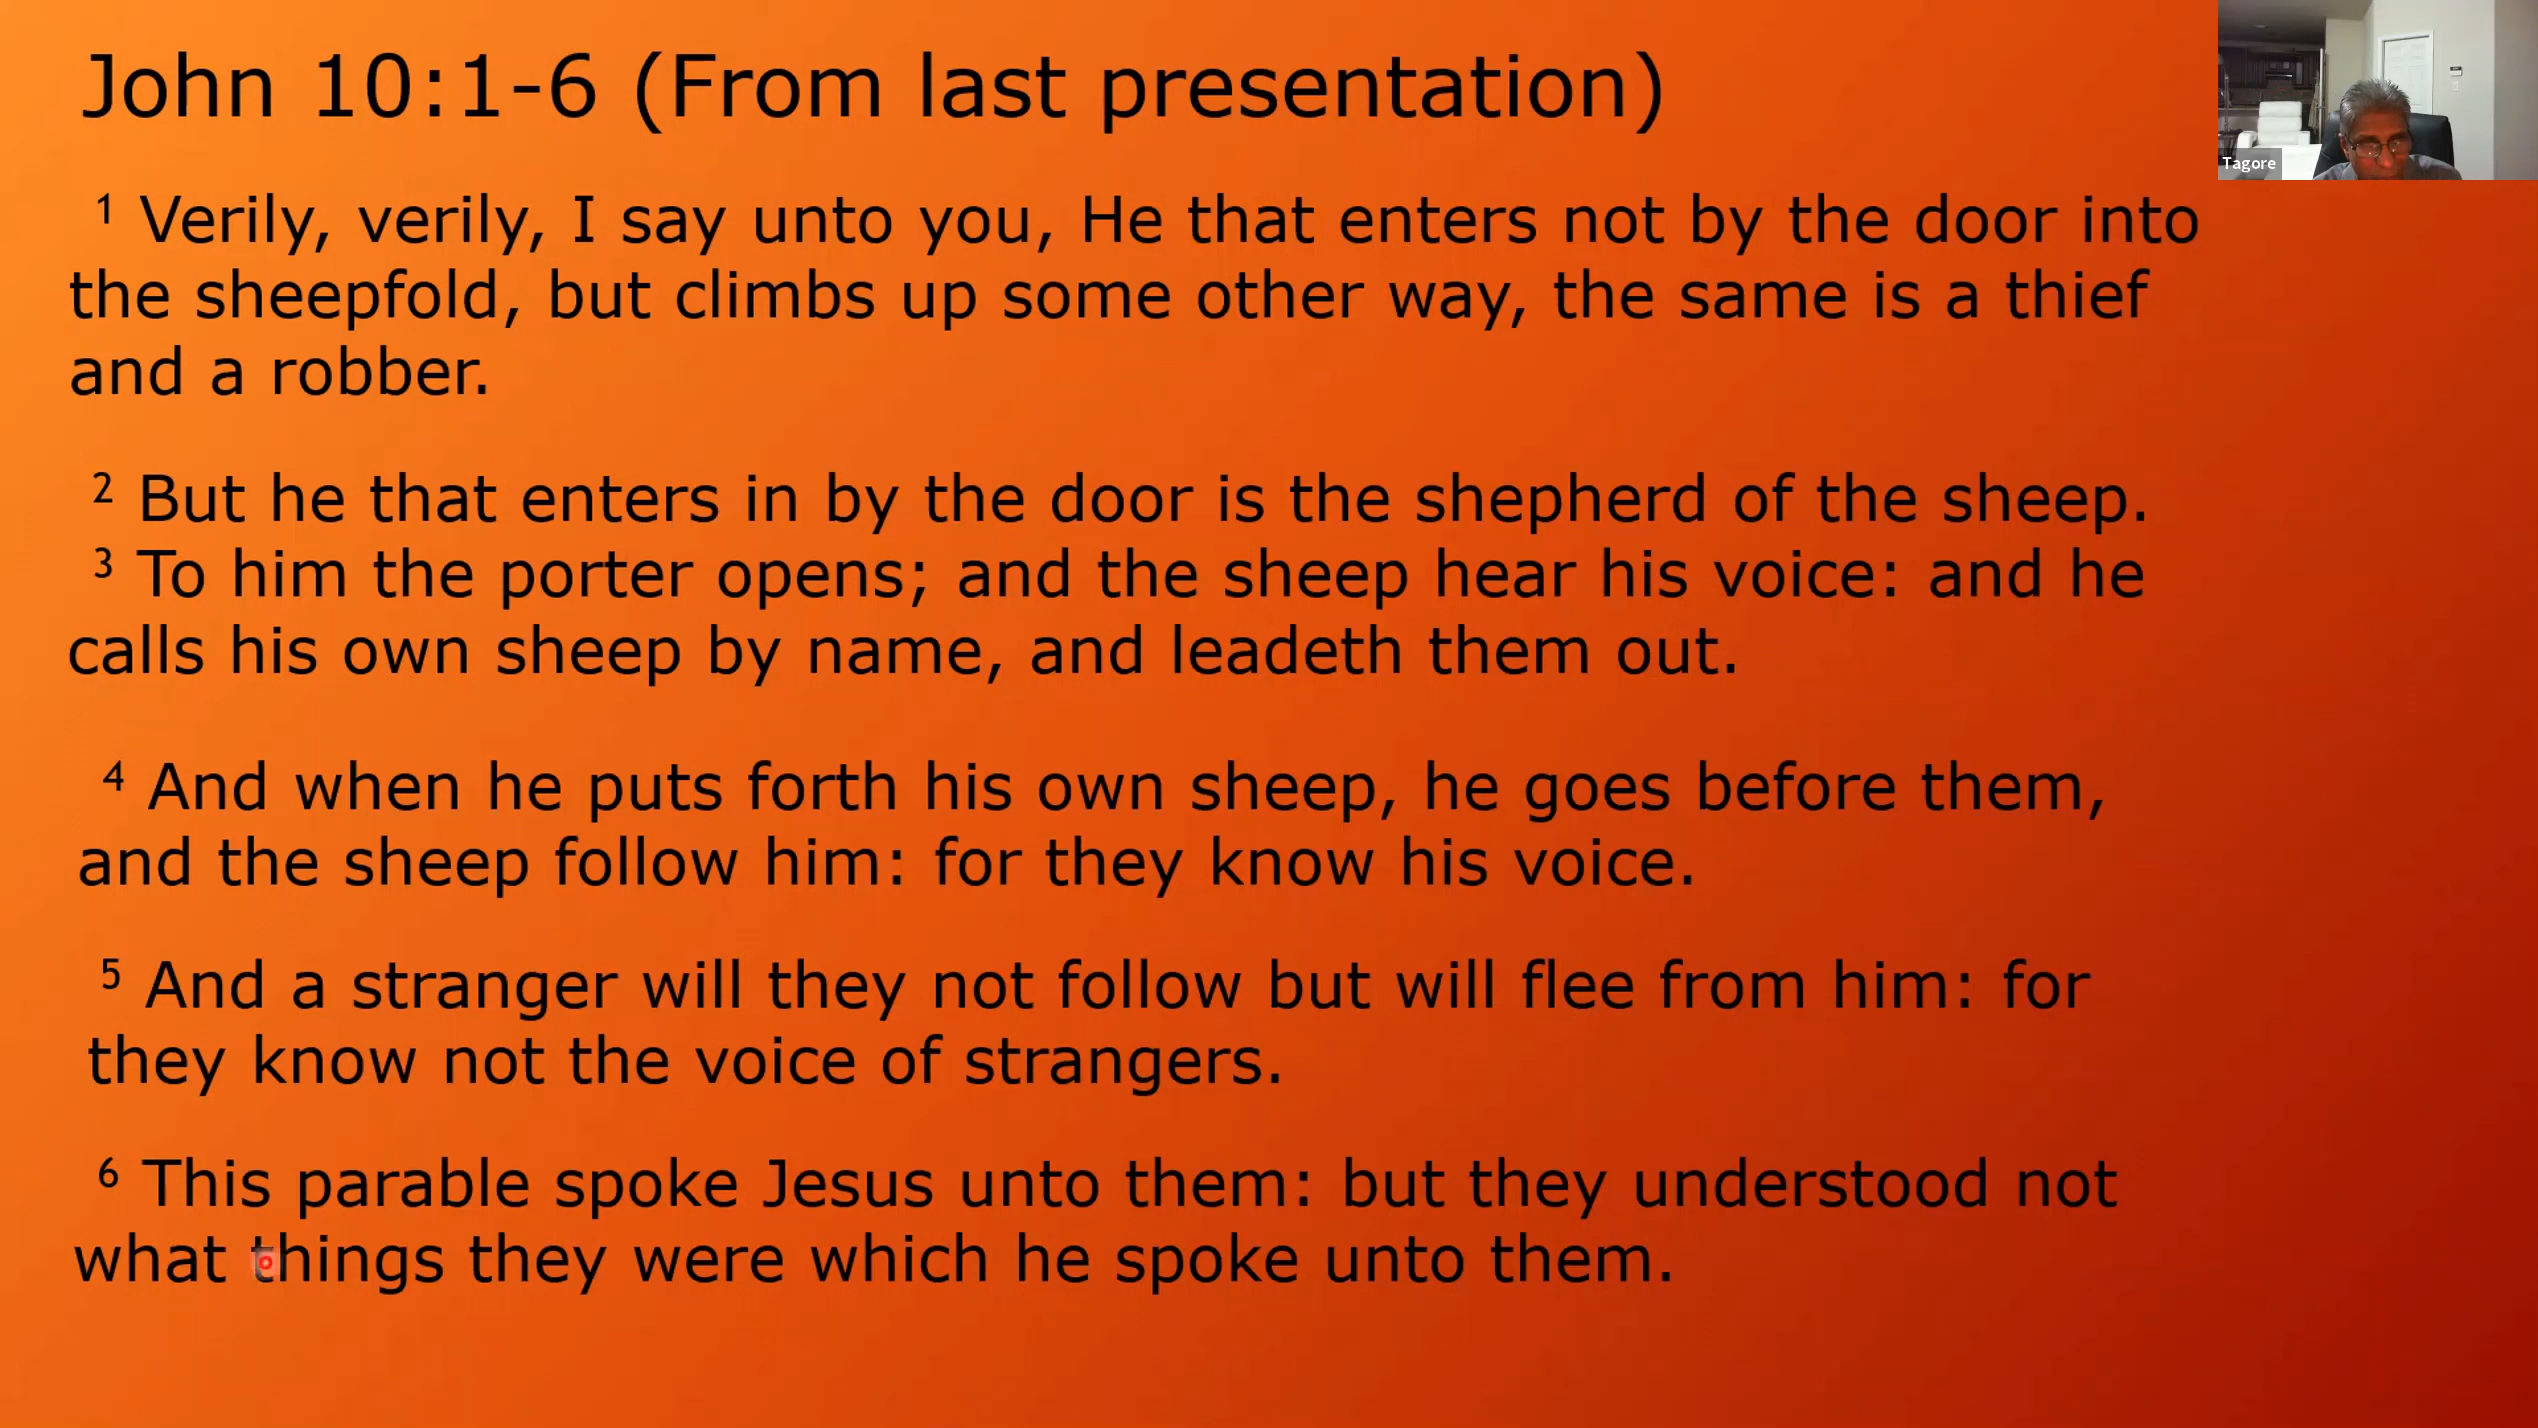 John 10:1-6 (From last presentation)
Tagore
1 Verily, verily, I say unto you, He that enters not by the door into
the sheepfold, but climbs up some other way, the same is a thief
and a robber.
2 But he that enters in by the door is the shepherd of the sheep.
3 To him the porter opens; and the sheep hear his voice: and he
calls his own sheep by name, and leadeth them out.
4 And when he puts forth his own sheep, he goes before them,
and the sheep follow him: for they know his voice.
5 And a stranger will they not follow but will flee from him: for
they know not the voice of strangers.
6 This parable spoke Jesus unto them: but they understood not
what things they were which he spoke unto them.